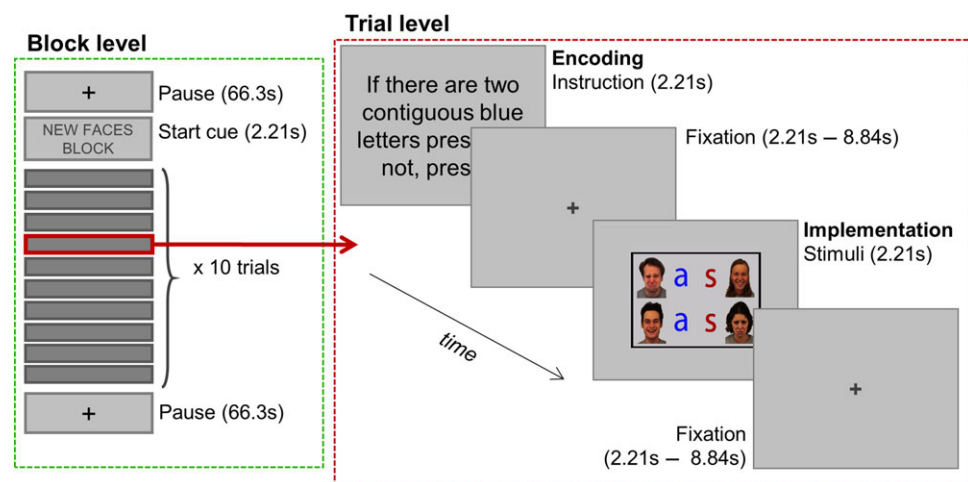 Block level
+
Pause (66.3s)
NEW FACES
BLOCK
Start cue (2.21s)
x 10 trials
+
Pause (66.3s)
Trial level
If there are two
contiguous blue
letters pres
not, pres
Encoding
Instruction (2.21s)
+
Fixation (2.21s – 8.84s)
Implementation
Stimuli (2.21s)
a s
a s
time
+
Fixation
(2.21s – 8.84s)